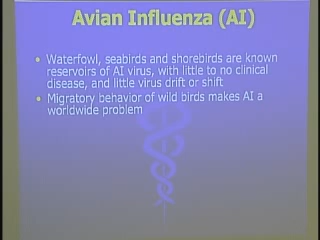 Avian Influenza (AI)
• Waterfowl, seabirds and shorebirds are known
reservoirs of AI virus, with little to no clinical
disease, and little virus drift or shift
• Migratory behavior of wild birds makes AI a
worldwide problem